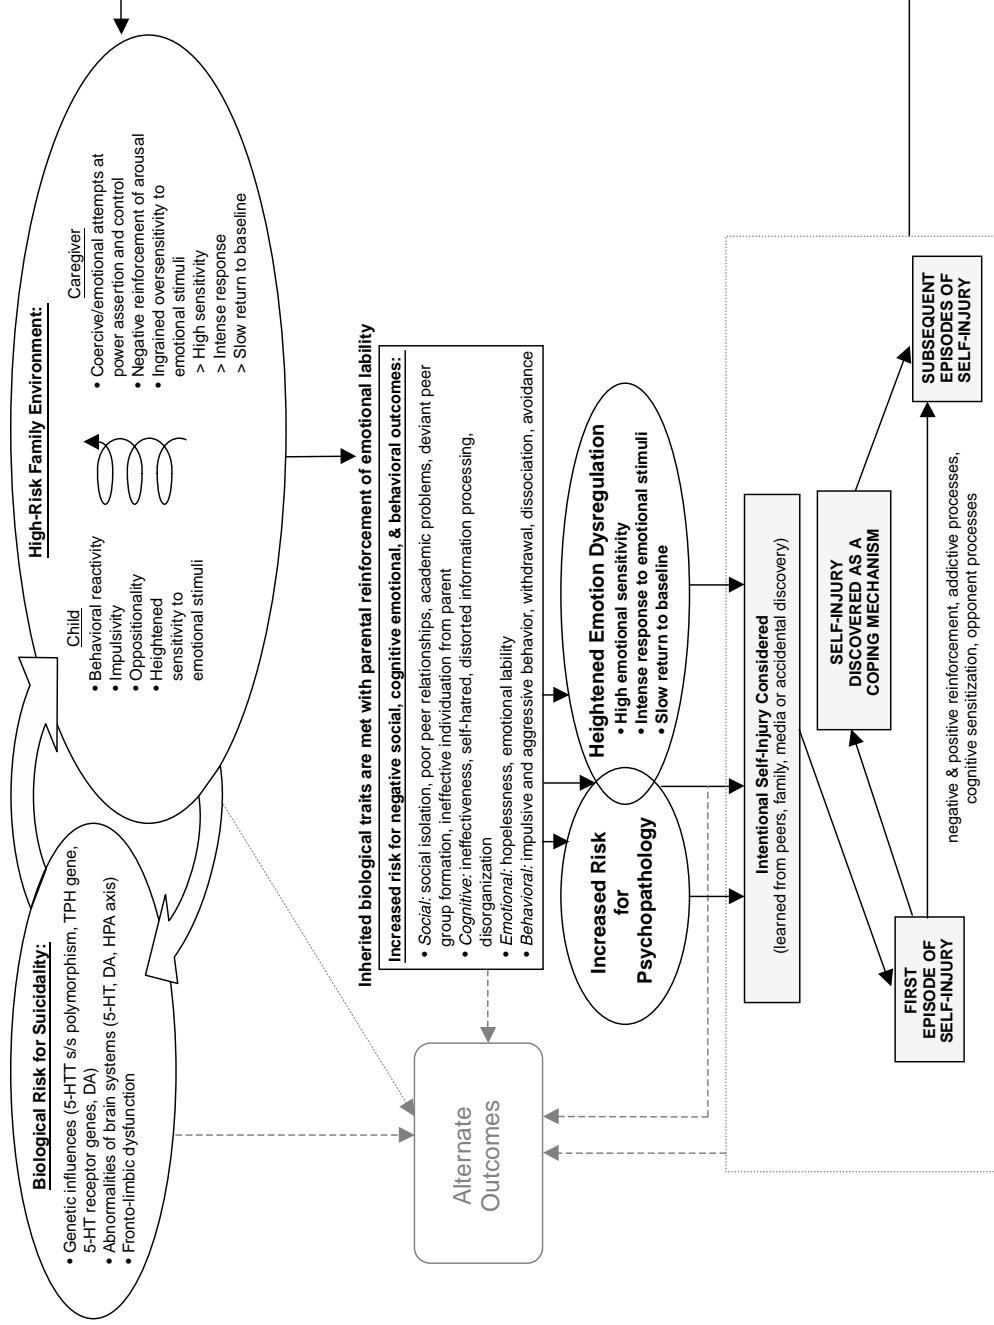 Biological Risk for Suicidality:
• Genetic influences (5-HTT s/s polymorphism, TPH gene,
5-HT receptor genes, DA)
• Abnormalities of brain systems (5-HT, DA, HPA axis)
• Fronto-limbic dysfunction
High-Risk Family Environment:
Child
• Behavioral reactivity
• Impulsivity
• Oppositionality
• Heightened
sensitivity to
emotional stimuli
Caregiver
• Coercive/emotional attempts at
power assertion and control
• Negative reinforcement of arousal
• Ingrained oversensitivity to
emotional stimuli
> High sensitivity
> Intense response
> Slow return to baseline
Inherited biological traits are met with parental reinforcement of emotional lability
Increased risk for negative social, cognitive emotional, & behavioral outcomes:
• Social: social isolation, poor peer relationships, academic problems, deviant peer
group formation, ineffective individuation from parent
• Cognitive: ineffectiveness, self-hatred, distorted information processing,
disorganization
• Emotional: hopelessness, emotional lability
• Behavioral: impulsive and aggressive behavior, withdrawal, dissociation, avoidance
Alternate
Outcomes
Increased Risk
for
Psychopathology
Heightened Emotion Dysregulation
• High emotional sensitivity
• Intense response to emotional stimuli
• Slow return to baseline
Intentional Self-Injury Considered
(learned from peers, family, media or accidental discovery)
FIRST
EPISODE OF
SELF-INJURY
SELF-INJURY
DISCOVERED AS A
COPING MECHANISM
SUBSEQUENT
EPISODES OF
SELF-INJURY
negative & positive reinforcement, addictive processes,
cognitive sensitization, opponent processes